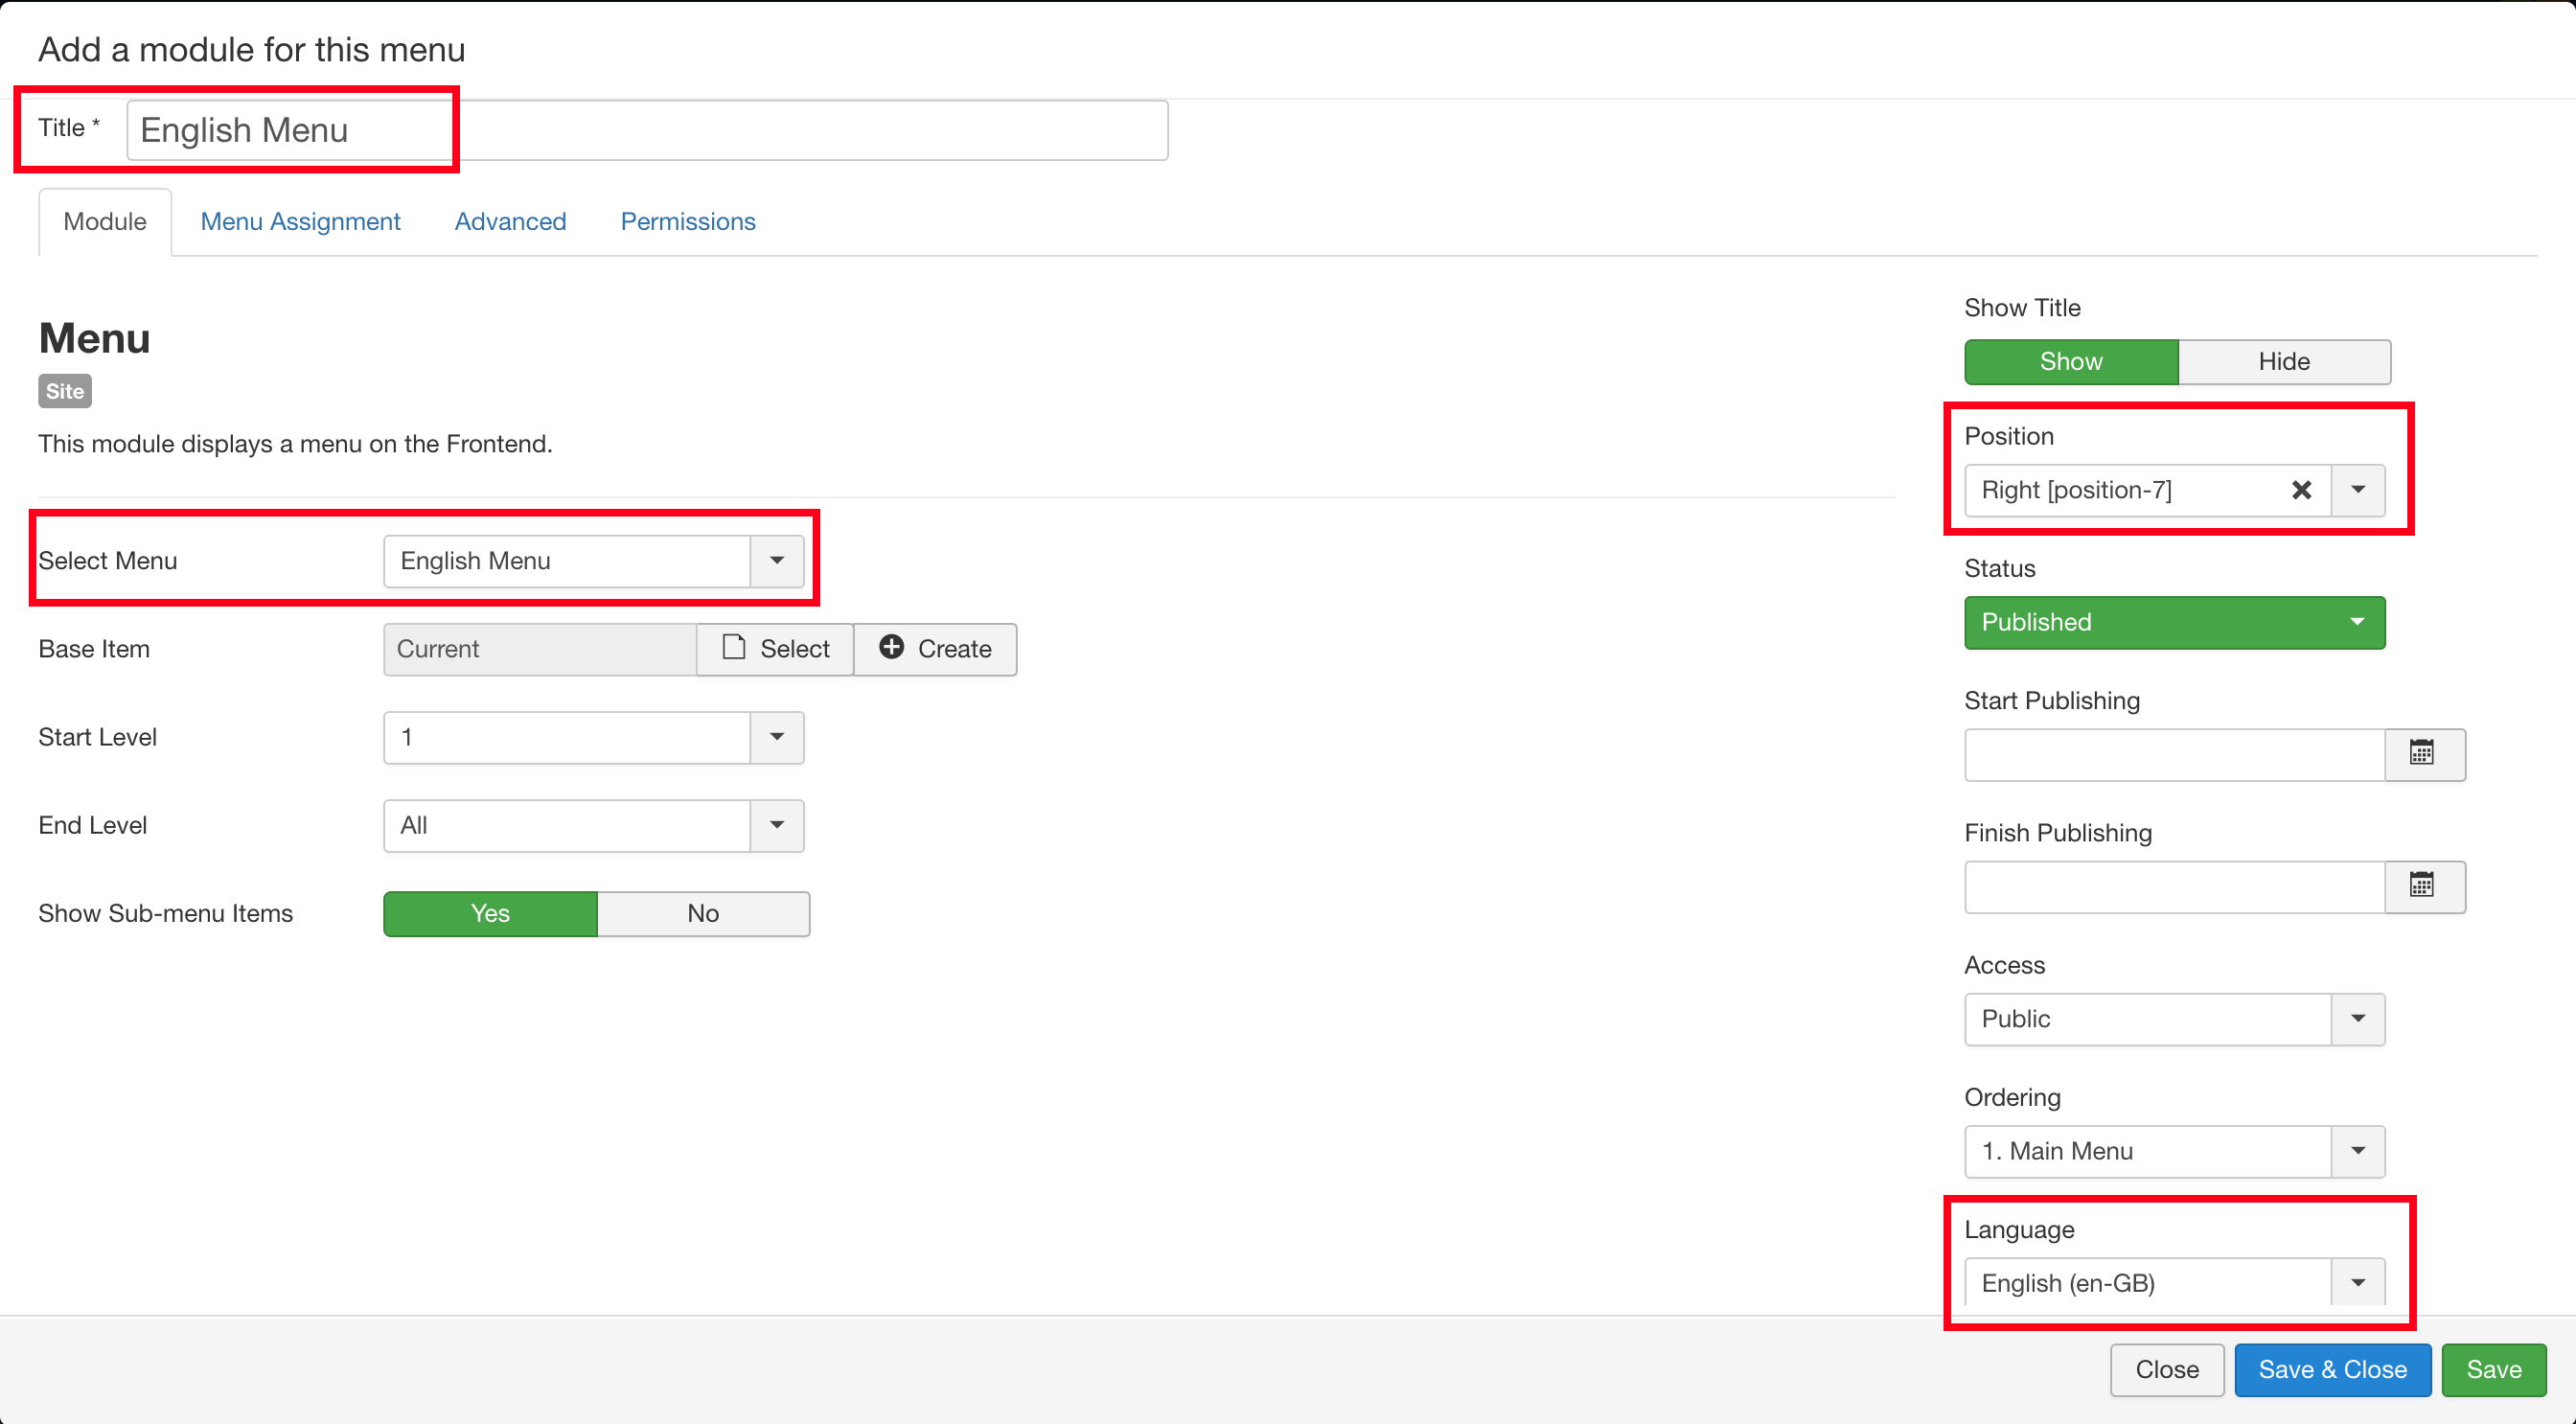 Add a module for this menu
Title * English Menu
Module Menu Assignment Advanced Permissions
Menu
Site
This module displays a menu on the Frontend.
Select Menu English Menu
Base Item Current Select Create
Start Level 1
End Level All
Show Sub-menu Items Yes No
Show Title
Show Hide
Position
Right [position-7]
Status
Published
Start Publishing
Finish Publishing
Access
Public
Ordering
1. Main Menu
Language
English (en-GB)
Close Save & Close Save